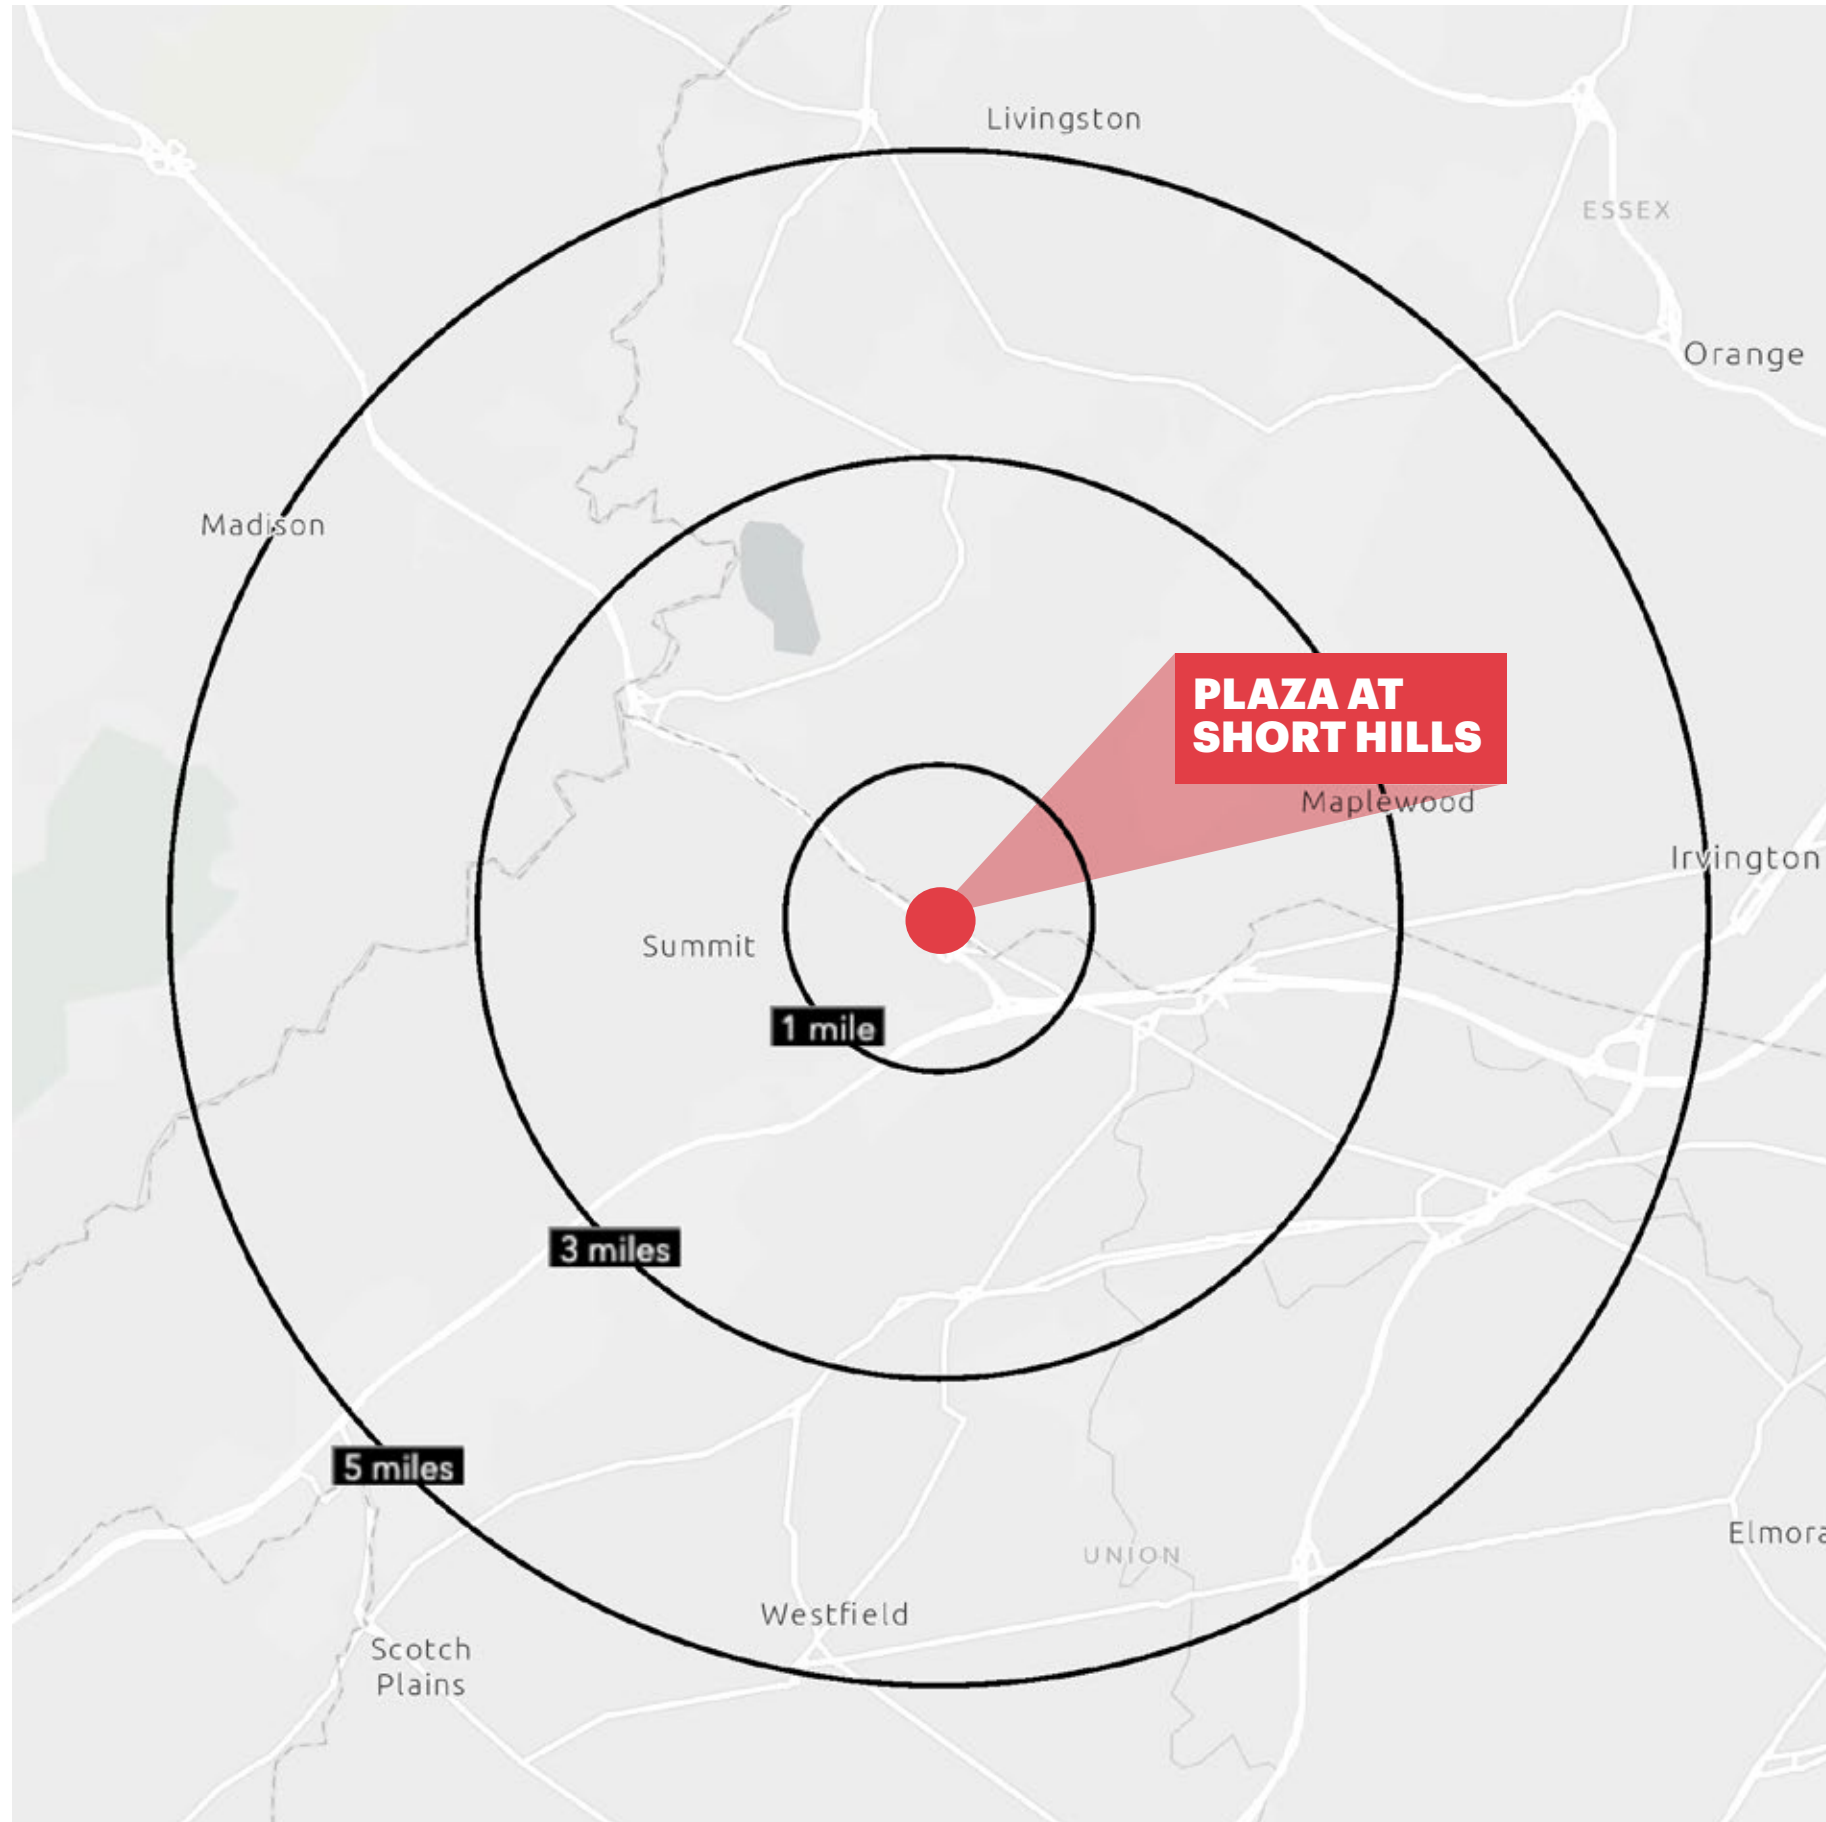 Livingston
ESSEX
Orange
Madison
PLAZA AT
SHORT HILLS
Maplewood
Irvington
Summit
1 mile
3 miles
5 miles
Elmora
UNION
Westfield
Scotch
Plains